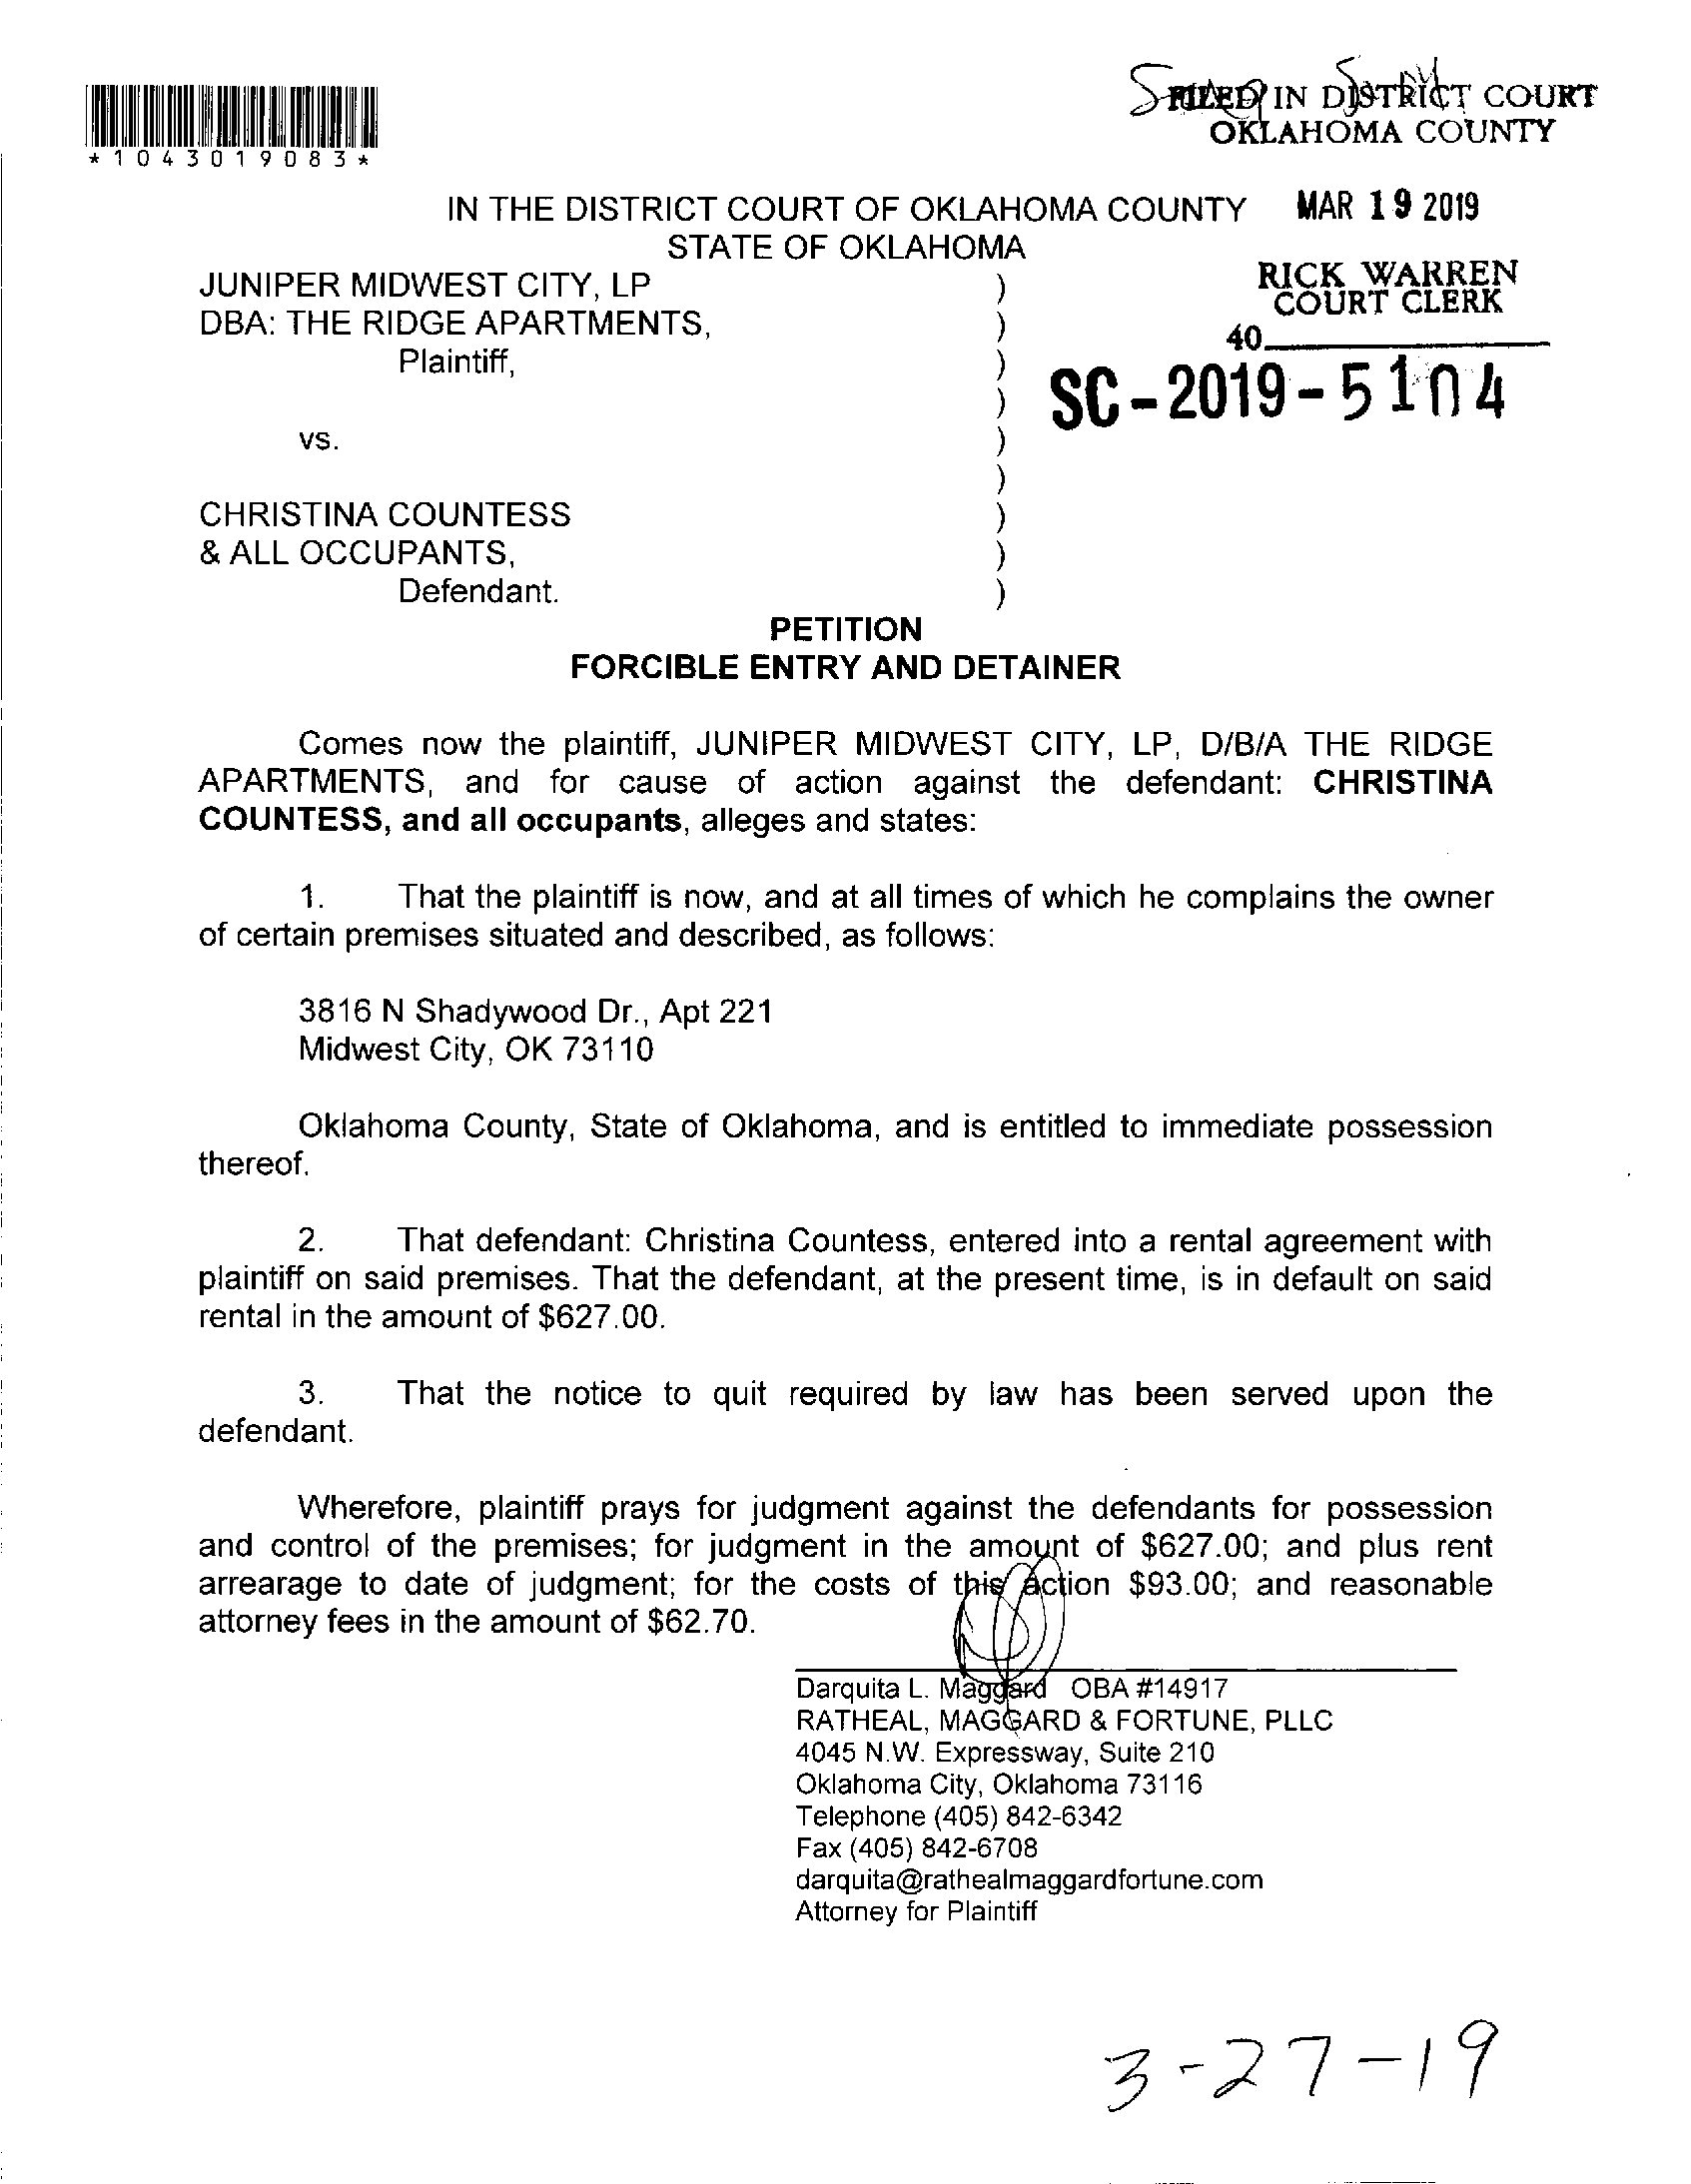 FILED IN DISTRICT COURT
OKLAHOMA COUNTY
*1043019083*
IN THE DISTRICT COURT OF OKLAHOMA COUNTY
MAR 19 2019
STATE OF OKLAHOMA
JUNIPER MIDWEST CITY, LP )
RICK WARREN
COURT CLERK
DBA: THE RIDGE APARTMENTS, )
40
Plaintiff, )
SC-2019-5104
)
vs. )
)
CHRISTINA COUNTESS )
& ALL OCCUPANTS, )
Defendant. )
PETITION
FORCIBLE ENTRY AND DETAINER
Comes now the plaintiff, JUNIPER MIDWEST CITY, LP, D/B/A THE RIDGE
APARTMENTS, and for cause of action against the defendant: CHRISTINA
COUNTESS, and all occupants, alleges and states:
1. That the plaintiff is now, and at all times of which he complains the owner
of certain premises situated and described, as follows:
3816 N Shadywood Dr., Apt 221
Midwest City, OK 73110
Oklahoma County, State of Oklahoma, and is entitled to immediate possession
thereof.
2. That defendant: Christina Countess, entered into a rental agreement with
plaintiff on said premises. That the defendant, at the present time, is in default on said
rental in the amount of $627.00.
3. That the notice to quit required by law has been served upon the
defendant.
Wherefore, plaintiff prays for judgment against the defendants for possession
and control of the premises; for judgment in the amount of $627.00; and plus rent
arrearage to date of judgment; for the costs of this action $93.00; and reasonable
attorney fees in the amount of $62.70.
Darquita L. Maggard OBA #14917
RATHEAL, MAGGARD & FORTUNE, PLLC
4045 N.W. Expressway, Suite 210
Oklahoma City, Oklahoma 73116
Telephone (405) 842-6342
Fax (405) 842-6708
darquita@rathealmaggardfortune.com
Attorney for Plaintiff
3-27-19